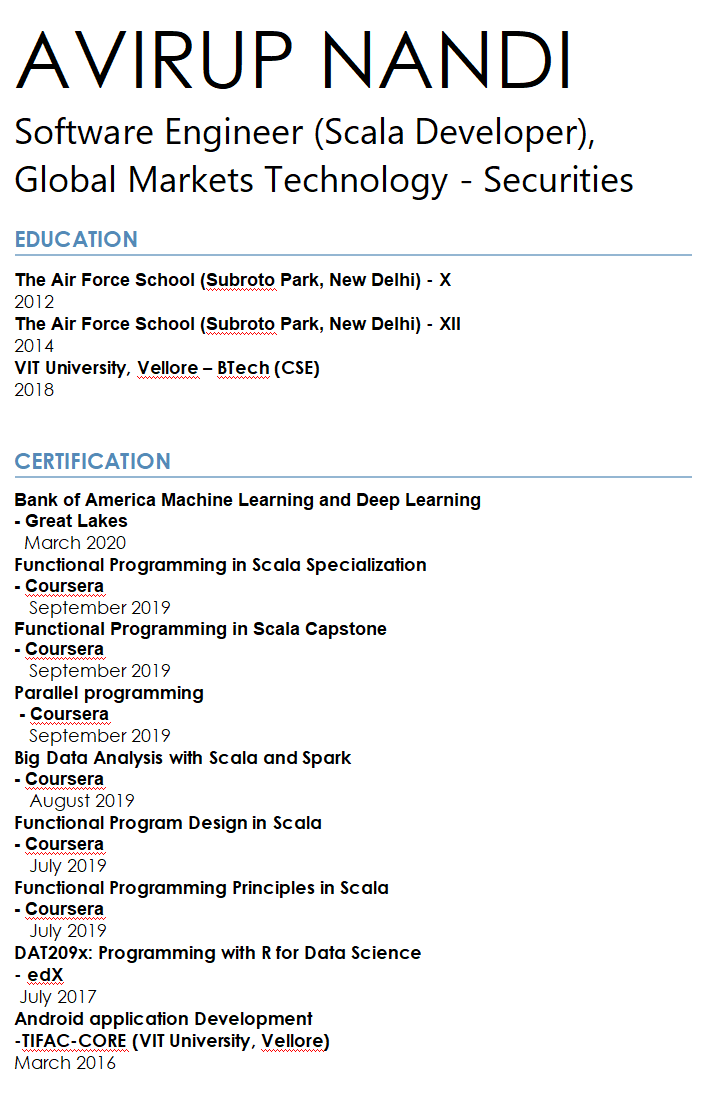 AVIRUP NANDI
Software Engineer (Scala Developer),
Global Markets Technology - Securities
EDUCATION
The Air Force School (Subroto Park, New Delhi) - X
2012
The Air Force School (Subroto Park, New Delhi) - XII
2014
VIT University, Vellore – BTech (CSE)
2018
CERTIFICATION
Bank of America Machine Learning and Deep Learning
- Great Lakes
March 2020
Functional Programming in Scala Specialization
- Coursera
September 2019
Functional Programming in Scala Capstone
- Coursera
September 2019
Parallel programming
- Coursera
September 2019
Big Data Analysis with Scala and Spark
- Coursera
August 2019
Functional Program Design in Scala
- Coursera
July 2019
Functional Programming Principles in Scala
- Coursera
July 2019
DAT209x: Programming with R for Data Science
- edX
July 2017
Android application Development
-TIFAC-CORE (VIT University, Vellore)
March 2016